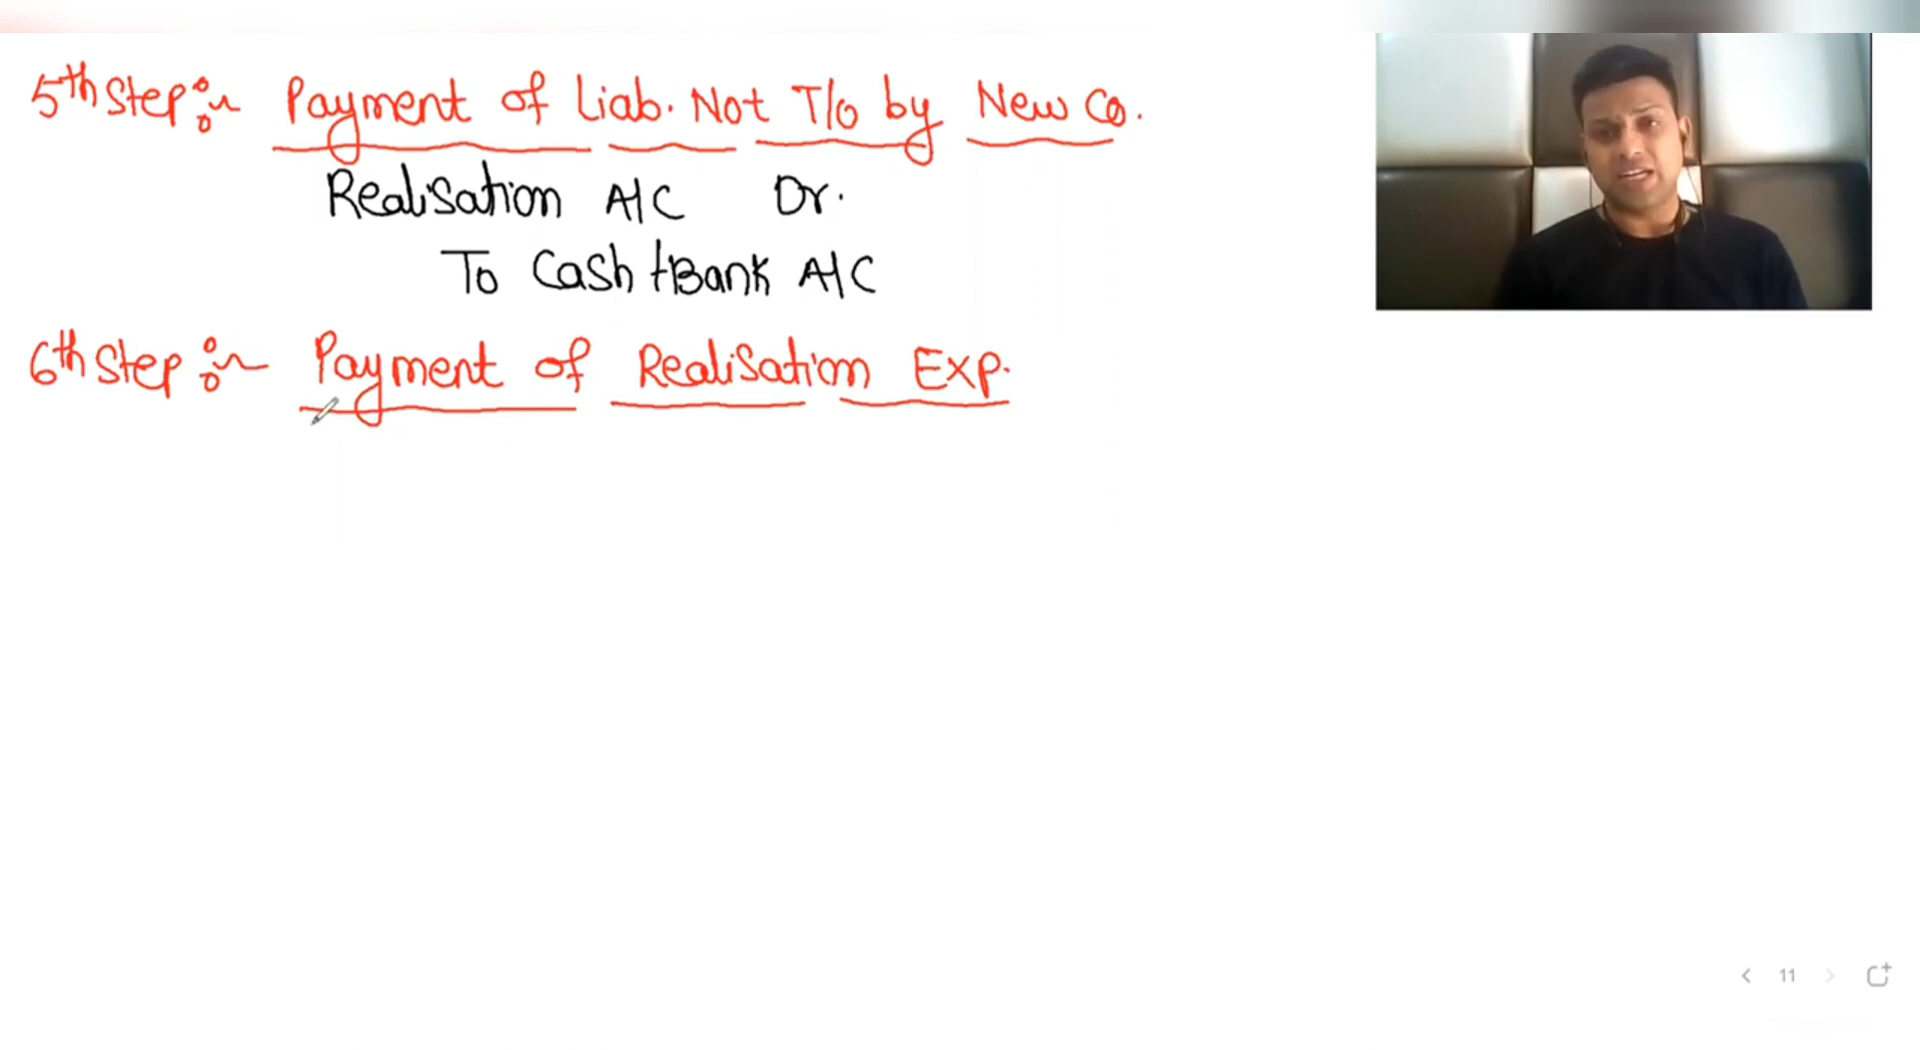 5th Step:- Payment of Liab. Not T/o by New Co.
Realisation A/C Dr.
To Cash/Bank A/C
6th Step:- Payment of Realisation Exp.
11